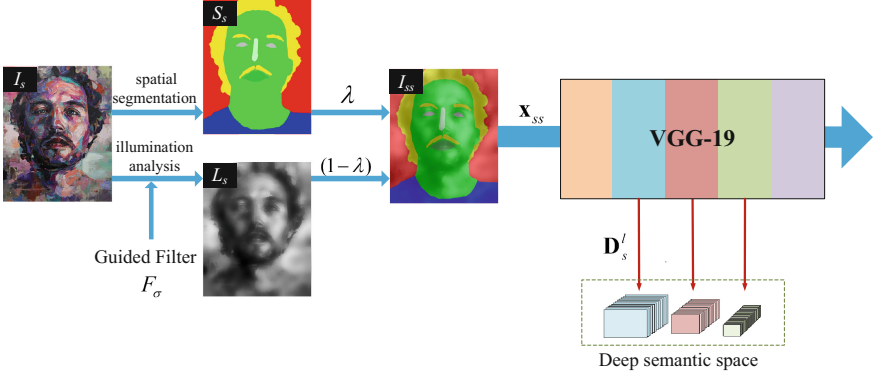 S_s
I_s
spatial
segmentation
λ
I_ss
x_ss
VGG-19
illumination
analysis
L_s
(1−λ)
Guided Filter
F_σ
D_s^l
Deep semantic space